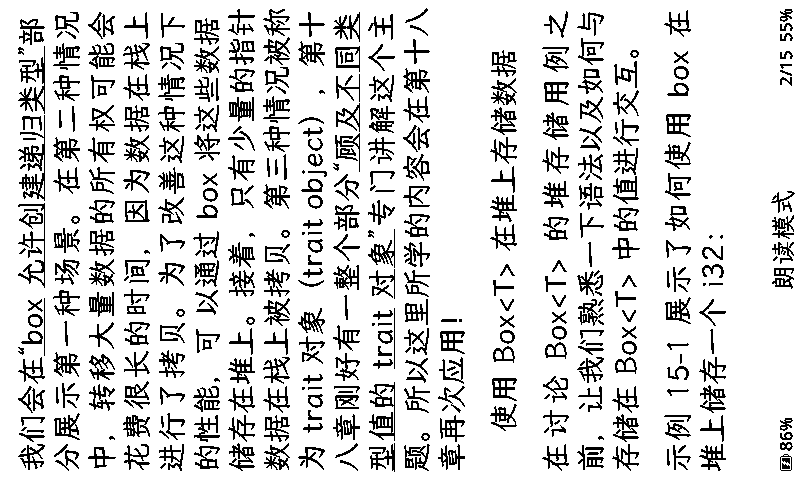 我们会在“box 允许创建递归类型”部
分展示第一种场景。在第二种情况
中，转移大量数据的所有权可能会
花费很长的时间，因为数据在栈上
进行了拷贝。为了改善这种情况下
的性能，可以通过 box 将这些数据
储存在堆上。接着，只有少量的指针
数据在栈上被拷贝。第三种情况被称
为 trait 对象（trait object），第十
八章刚好有一整个部分“顾及不同类
型值的 trait 对象”专门讲解这个主
题。所以这里所学的内容会在第十八
章再次应用！
使用 Box<T> 在堆上存储数据
在讨论 Box<T> 的堆存储用例之
前，让我们熟悉一下语法以及如何与
存储在 Box<T> 中的值进行交互。
示例 15-1 展示了如何使用 box 在
堆上储存一个 i32：
86% 朗读模式 2/15 55%